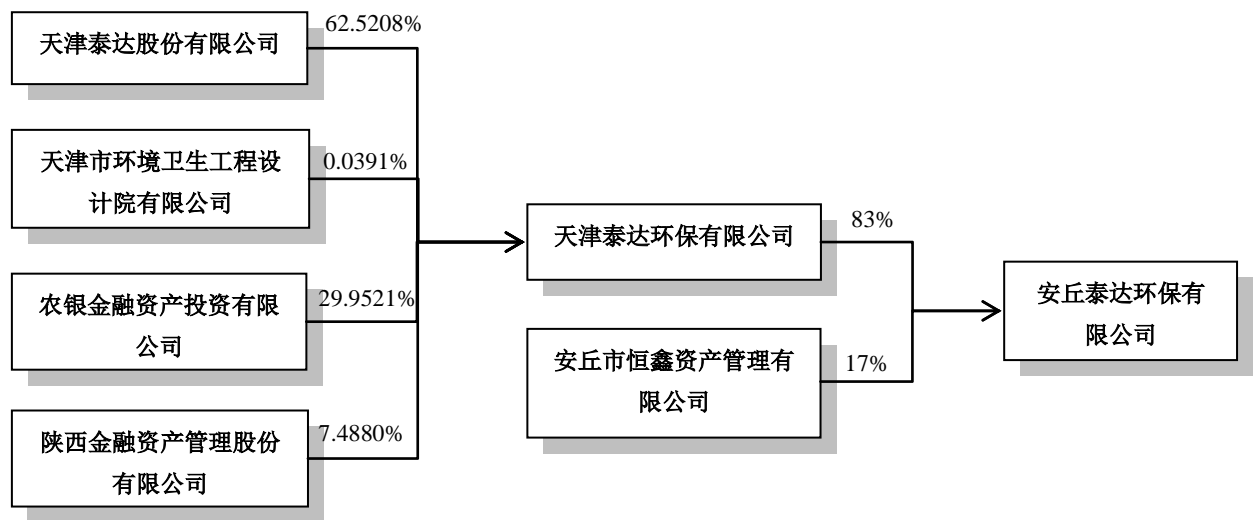 天津泰达股份有限公司
62.5208%
天津市环境卫生工程设
计院有限公司
0.0391%
农银金融资产投资有限
公司
29.9521%
陕西金融资产管理股份
有限公司
7.4880%
天津泰达环保有限公司
83%
安丘市恒鑫资产管理有
限公司
17%
安丘泰达环保有
限公司